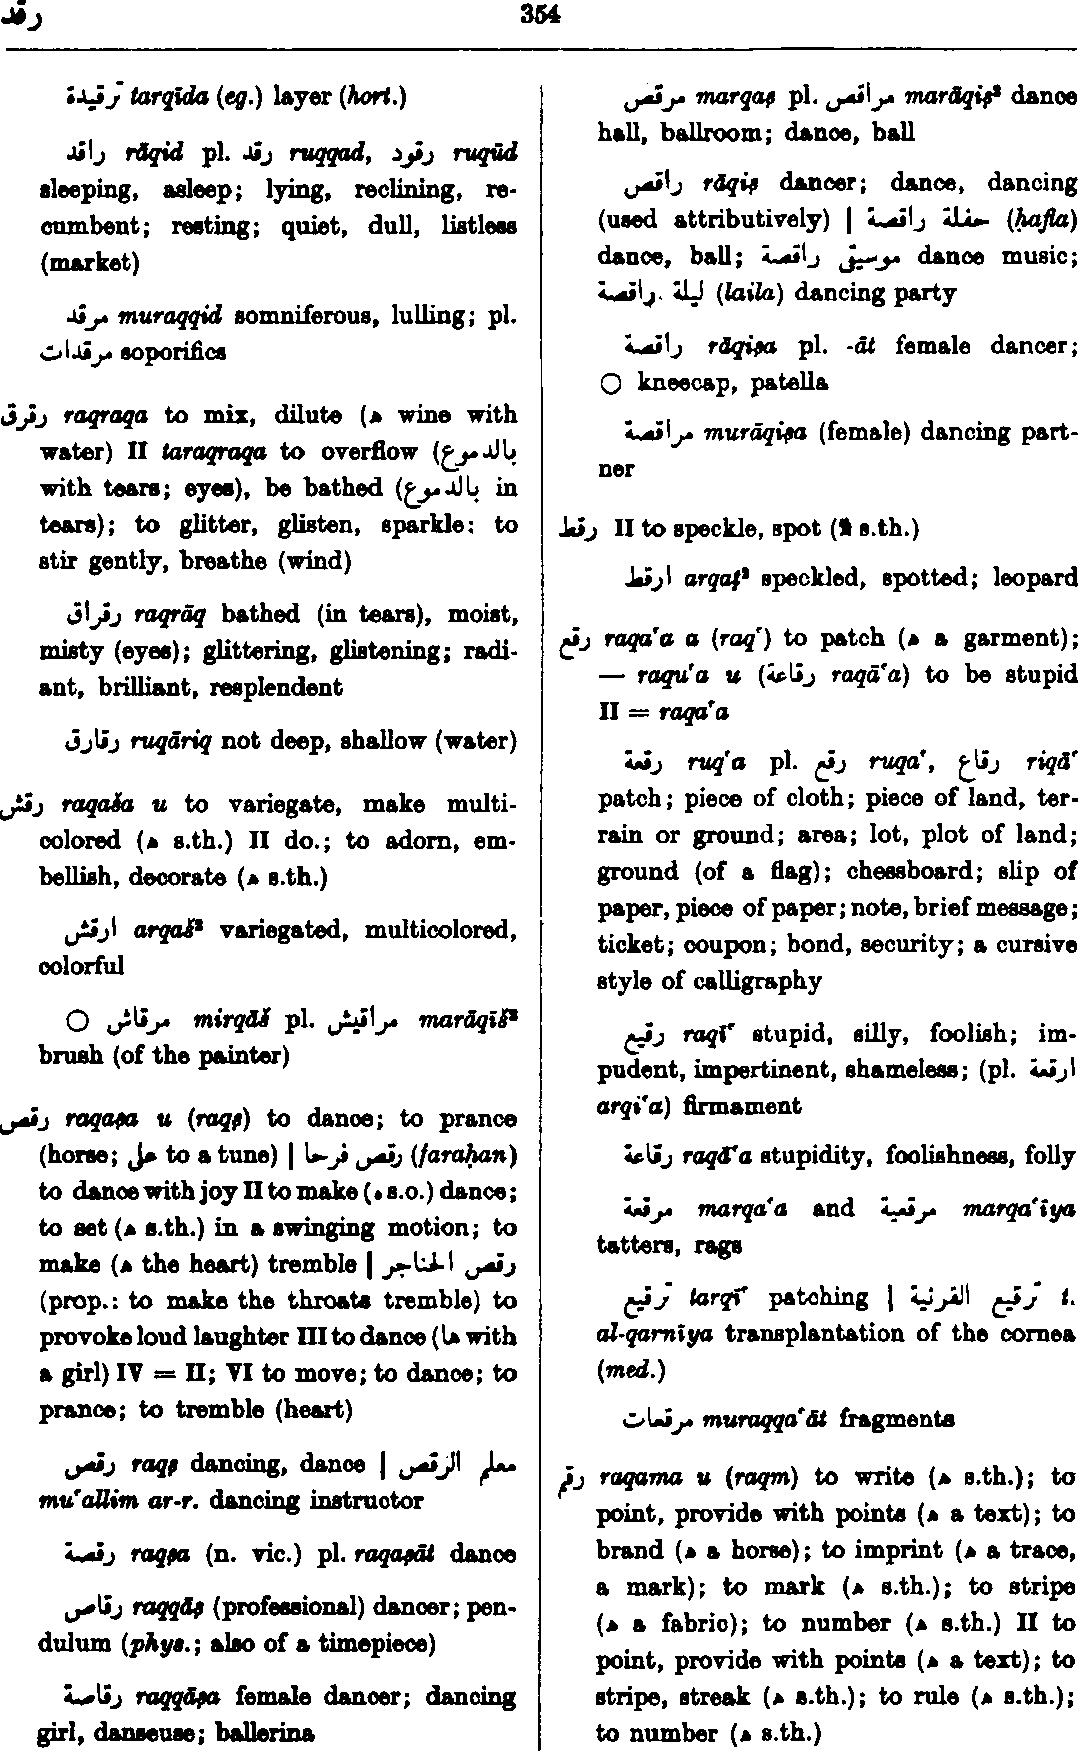 رقد 354
ترقيدة tarqīda (eg.) layer (hort.)
راقد rāqid pl. رقد ruqqad, رقود ruqūd
sleeping, asleep; lying, reclining, re-
cumbent; resting; quiet, dull, listless
(market)
مرقد muraqqid somniferous, lulling; pl.
مرقدات soporifics
رقرق raqraqa to mix, dilute (ه wine with
water) II taraqraqa to overflow (بالدموع
with tears; eyes), be bathed (بالدموع in
tears); to glitter, glisten, sparkle; to
stir gently, breathe (wind)
رقراق raqrāq bathed (in tears), moist,
misty (eyes); glittering, glistening; radi-
ant, brilliant, resplendent
رقارق ruqāriq not deep, shallow (water)
رقش raqaša u to variegate, make multi-
colored (ه s.th.) II do.; to adorn, em-
bellish, decorate (ه s.th.)
ارقش arqaš² variegated, multicolored,
colorful
○ مرقاش mirqāš pl. مراقيش marāqīš²
brush (of the painter)
رقص raqaṣa u (raqṣ) to dance; to prance
(horse; على to a tune) | رقص فرحا (faraḥan)
to dance with joy II to make (ه s.o.) dance;
to set (ه s.th.) in a swinging motion; to
make (ه the heart) tremble | رقص الحناجر
(prop.: to make the throats tremble) to
provoke loud laughter III to dance (ها with
a girl) IV = II; VI to move; to dance; to
prance; to tremble (heart)
رقص raqṣ dancing, dance | معلم الرقص
mu'allim ar-r. dancing instructor
رقصة raqṣa (n. vic.) pl. raqaṣāt dance
رقاص raqqāṣ (professional) dancer; pen-
dulum (phys.; also of a timepiece)
رقاصة raqqāṣa female dancer; dancing
girl, danseuse; ballerina
مرقص marqaṣ pl. مراقص marāqiṣ² dance
hall, ballroom; dance, ball
راقص rāqiṣ dancer; dance, dancing
(used attributively) | حفلة راقصة (ḥafla)
dance, ball; موسيقى راقصة dance music;
ليلة راقصة (laila) dancing party
راقصة rāqiṣa pl. -āt female dancer;
○ kneecap, patella
مراقصة murāqiṣa (female) dancing part-
ner
رقط II to speckle, spot (ه s.th.)
ارقط arqaṭ² speckled, spotted; leopard
رقع raqa'a a (raq') to patch (ه a garment);
— raqu'a u (رقاعة raqā'a) to be stupid
II = raqa'a
رقعة ruq'a pl. رقع ruqa', رقاع riqā'
patch; piece of cloth; piece of land, ter-
rain or ground; area; lot, plot of land;
ground (of a flag); chessboard; slip of
paper, piece of paper; note, brief message;
ticket; coupon; bond, security; a cursive
style of calligraphy
رقيع raqī' stupid, silly, foolish; im-
pudent, impertinent, shameless; (pl. ارقعة
arqi'a) firmament
رقاعة raqā'a stupidity, foolishness, folly
مرقعة marqa'a and مرقعية marqa'īya
tatters, rags
ترقيع tarqī' patching | ترقيع القرنية t.
al-qarnīya transplantation of the cornea
(med.)
مرقعات muraqqa'āt fragments
رقم raqama u (raqm) to write (ه s.th.); to
point, provide with points (ه a text); to
brand (ه a horse); to imprint (ه a trace,
a mark); to mark (ه s.th.); to stripe
(ه a fabric); to number (ه s.th.) II to
point, provide with points (ه a text); to
stripe, streak (ه s.th.); to rule (ه s.th.);
to number (ه s.th.)